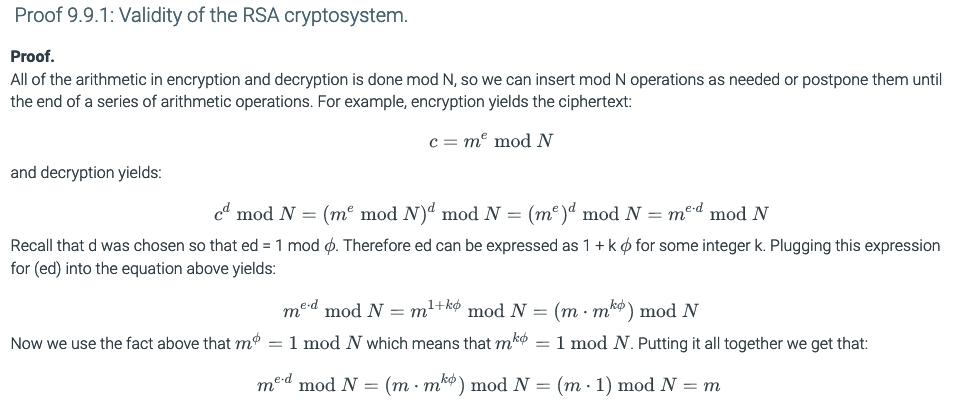 Proof 9.9.1: Validity of the RSA cryptosystem.
Proof.
All of the arithmetic in encryption and decryption is done mod N, so we can insert mod N operations as needed or postpone them until
the end of a series of arithmetic operations. For example, encryption yields the ciphertext:
c = m^e mod N
and decryption yields:
c^d mod N = (m^e mod N)^d mod N = (m^e)^d mod N = m^{e·d} mod N
Recall that d was chosen so that ed = 1 mod ϕ. Therefore ed can be expressed as 1 + k ϕ for some integer k. Plugging this expression
for (ed) into the equation above yields:
m^{e·d} mod N = m^{1+kϕ} mod N = (m · m^{kϕ}) mod N
Now we use the fact above that m^ϕ = 1 mod N which means that m^{kϕ} = 1 mod N. Putting it all together we get that:
m^{e·d} mod N = (m · m^{kϕ}) mod N = (m · 1) mod N = m